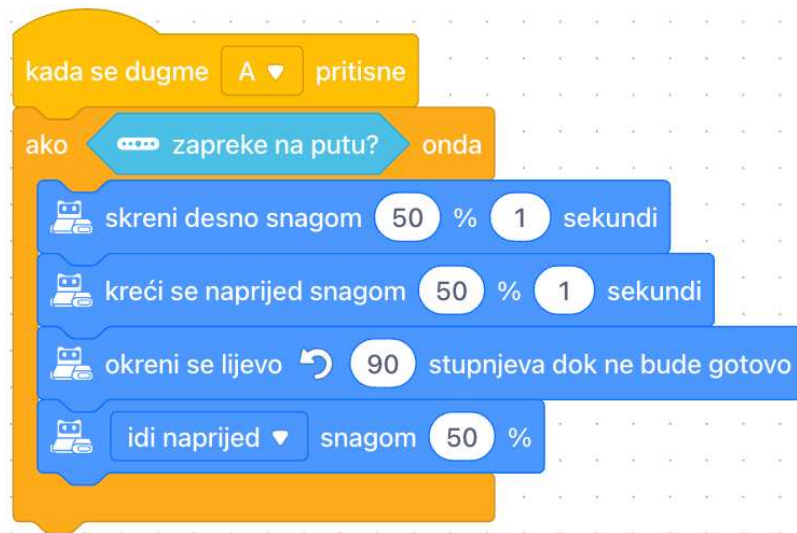 kada se dugme A pritisne
ako zapreke na putu? onda
skreni desno snagom 50 % 1 sekundi
kreći se naprijed snagom 50 % 1 sekundi
okreni se lijevo 90 stupnjeva dok ne bude gotovo
idi naprijed snagom 50 %